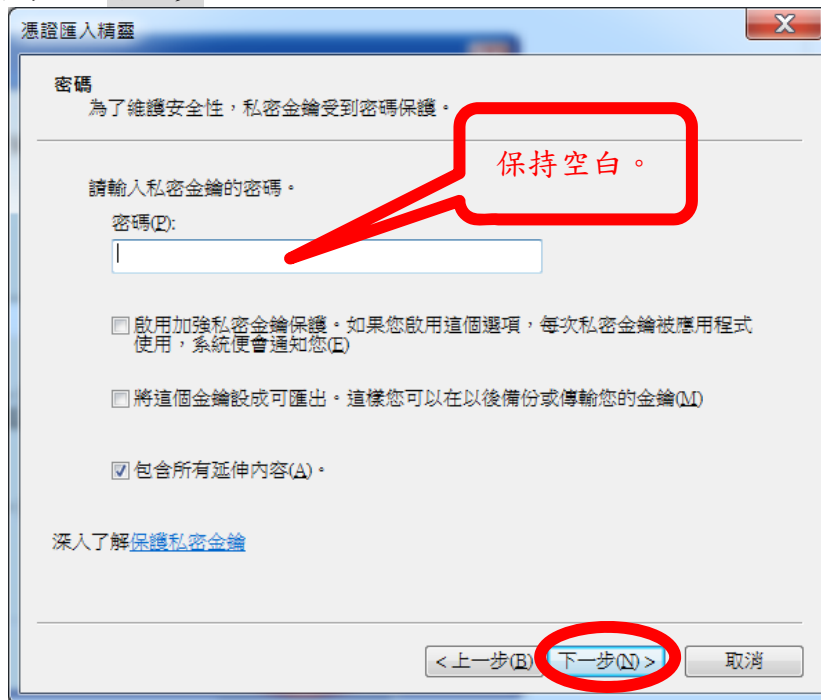 憑證匯入精靈
密碼
為了維護安全性，私密金鑰受到密碼保護。
保持空白。
請輸入私密金鑰的密碼。
密碼(P):
啟用加強私密金鑰保護。如果您啟用這個選項，每次私密金鑰被應用程式
使用，系統便會通知您(E)
將這個金鑰設成可匯出。這樣您可以在以後備份或傳輸您的金鑰(M)
包含所有延伸內容(A)。
深入了解保護私密金鑰
<上一步(B) 下一步(N)> 取消